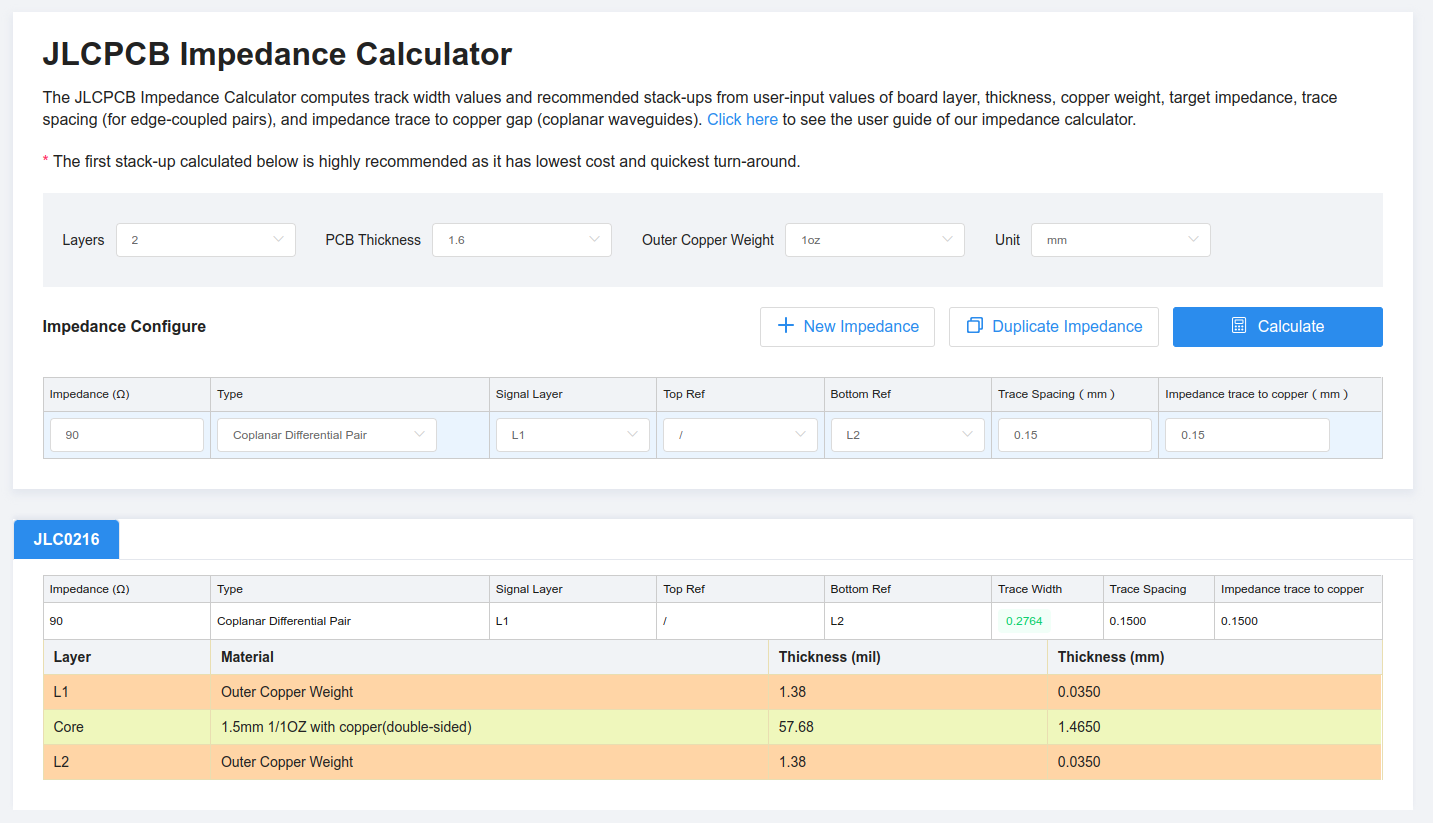 JLCPCB Impedance Calculator
The JLCPCB Impedance Calculator computes track width values and recommended stack-ups from user-input values of board layer, thickness, copper weight, target impedance, trace
spacing (for edge-coupled pairs), and impedance trace to copper gap (coplanar waveguides). Click here to see the user guide of our impedance calculator.
* The first stack-up calculated below is highly recommended as it has lowest cost and quickest turn-around.
Layers 2 PCB Thickness 1.6 Outer Copper Weight 1oz Unit mm
Impedance Configure New Impedance Duplicate Impedance Calculate
Impedance (Ω) Type Signal Layer Top Ref Bottom Ref Trace Spacing ( mm ) Impedance trace to copper ( mm )
90 Coplanar Differential Pair L1 / L2 0.15 0.15
JLC0216
Impedance (Ω) Type Signal Layer Top Ref Bottom Ref Trace Width Trace Spacing Impedance trace to copper
90 Coplanar Differential Pair L1 / L2 0.2764 0.1500 0.1500
Layer Material Thickness (mil) Thickness (mm)
L1 Outer Copper Weight 1.38 0.0350
Core 1.5mm 1/1OZ with copper(double-sided) 57.68 1.4650
L2 Outer Copper Weight 1.38 0.0350